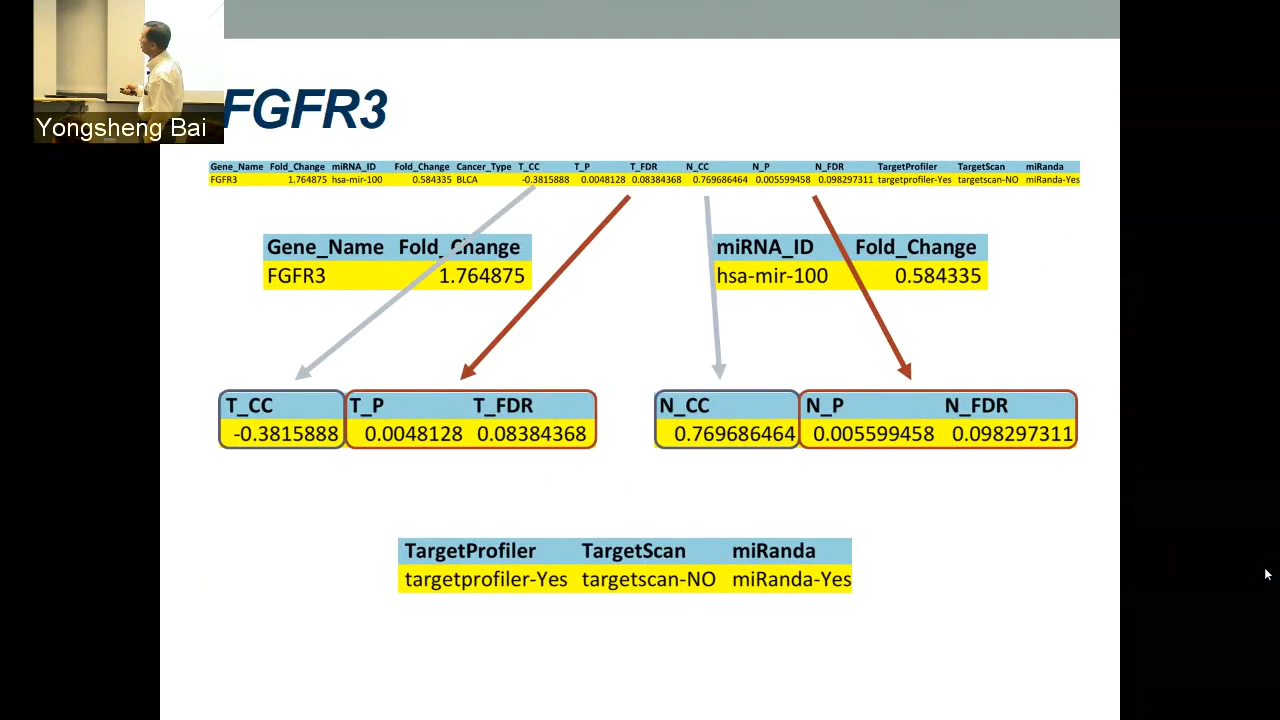 Yongsheng Bai
FGFR3
Gene_Name Fold_Change miRNA_ID Fold_Change Cancer_Type T_CC T_P T_FDR N_CC N_P N_FDR TargetProfiler TargetScan miRanda
FGFR3 1.764875 hsa-mir-100 0.584335 BLCA -0.3815888 0.0048128 0.08384368 0.769686464 0.005599458 0.098297311 targetprofiler-Yes targetscan-NO miRanda-Yes
Gene_Name Fold_Change
FGFR3 1.764875
miRNA_ID Fold_Change
hsa-mir-100 0.584335
T_CC T_P T_FDR
-0.3815888 0.0048128 0.08384368
N_CC N_P N_FDR
0.769686464 0.005599458 0.098297311
TargetProfiler TargetScan miRanda
targetprofiler-Yes targetscan-NO miRanda-Yes